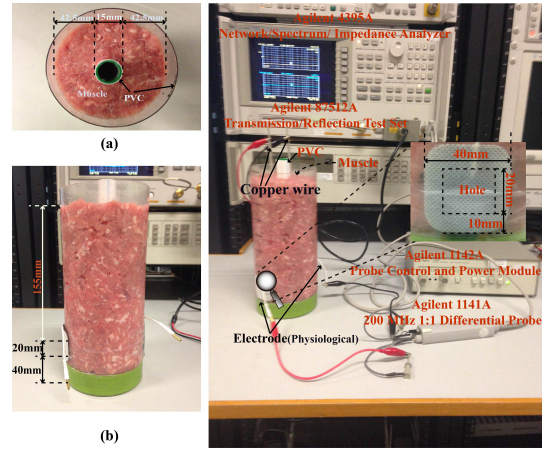 42.5mm 15mm 42.5mm
Muscle
PVC
(a)
155mm
20mm
40mm
(b)
Agilent 4395A
Network/Spectrum/ Impedance Analyzer
Agilent 87512A
Transmission/Reflection Test Set
PVC
Muscle
Copper wire
40mm
20mm
Hole
10mm
Agilent 1142A
Probe Control and Power Module
Agilent 1141A
200 MHz 1:1 Differential Probe
Electrode(Physiological)